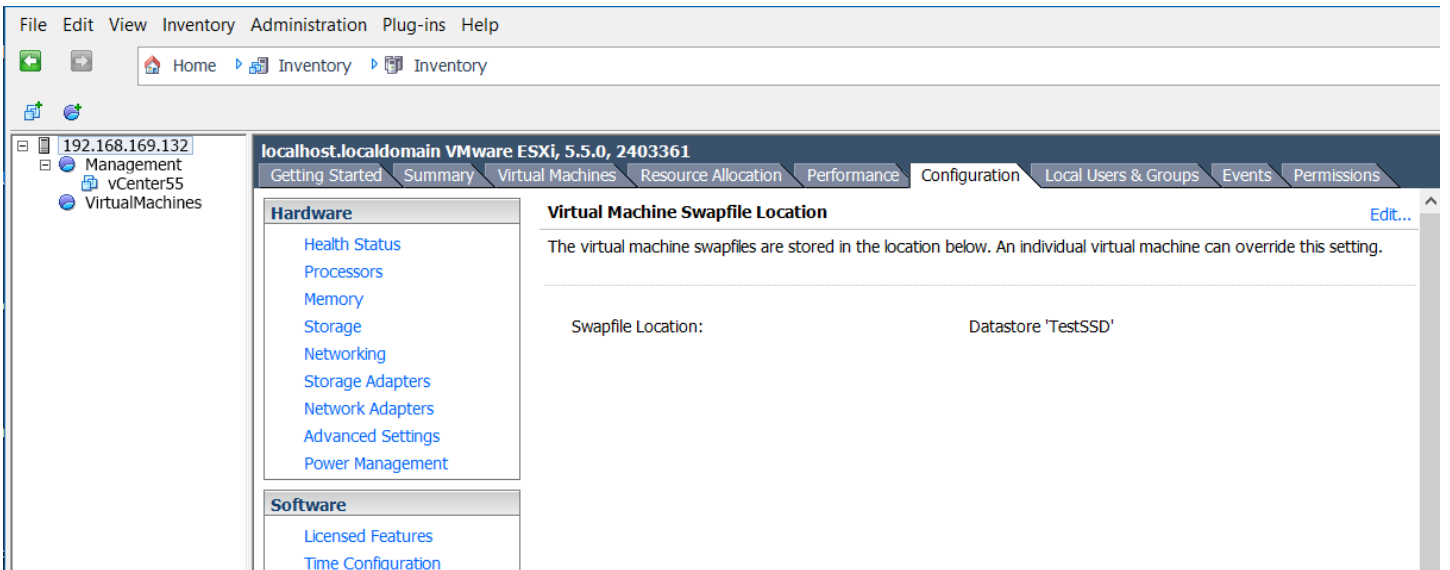 File Edit View Inventory Administration Plug-ins Help
Home Inventory Inventory
192.168.169.132
Management
vCenter55
VirtualMachines
localhost.localdomain VMware ESXi, 5.5.0, 2403361
Getting Started Summary Virtual Machines Resource Allocation Performance Configuration Local Users & Groups Events Permissions
Hardware
Health Status
Processors
Memory
Storage
Networking
Storage Adapters
Network Adapters
Advanced Settings
Power Management
Software
Licensed Features
Time Configuration
Virtual Machine Swapfile Location
Edit...
The virtual machine swapfiles are stored in the location below. An individual virtual machine can override this setting.
Swapfile Location: Datastore 'TestSSD'